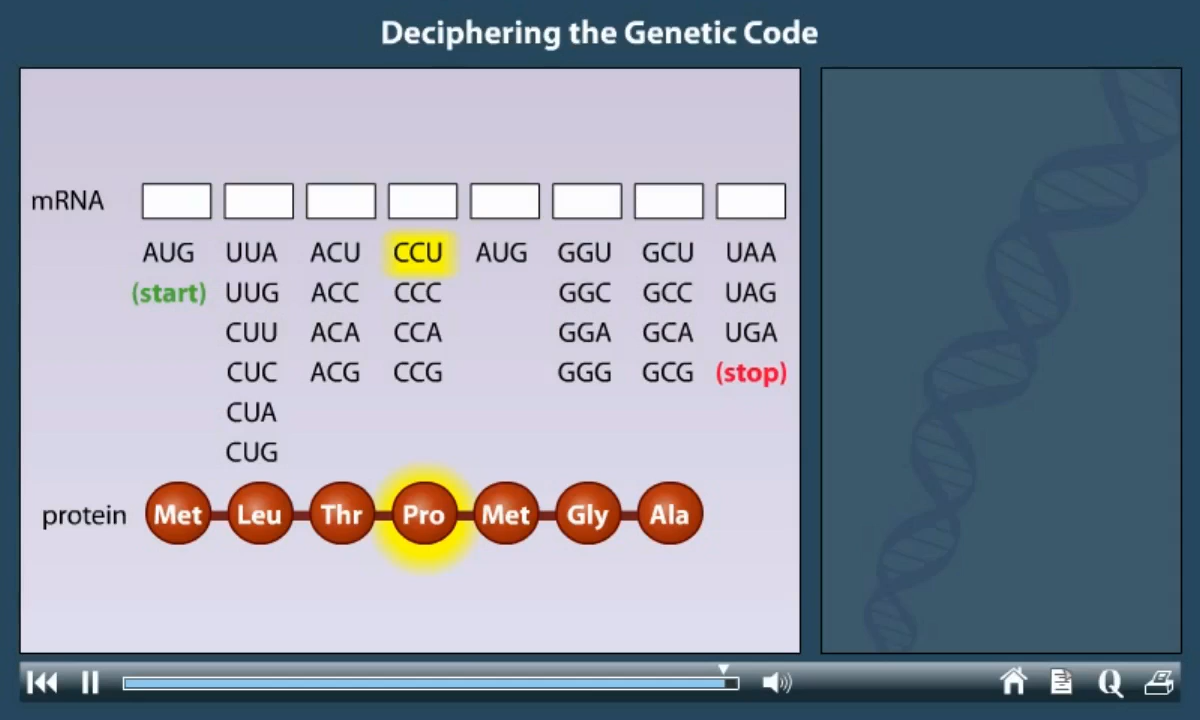 Deciphering the Genetic Code
mRNA
AUG UUA ACU CCU AUG GGU GCU UAA
(start) UUG ACC CCC GGC GCC UAG
CUU ACA CCA GGA GCA UGA
CUC ACG CCG GGG GCG (stop)
CUA
CUG
protein Met Leu Thr Pro Met Gly Ala
Q